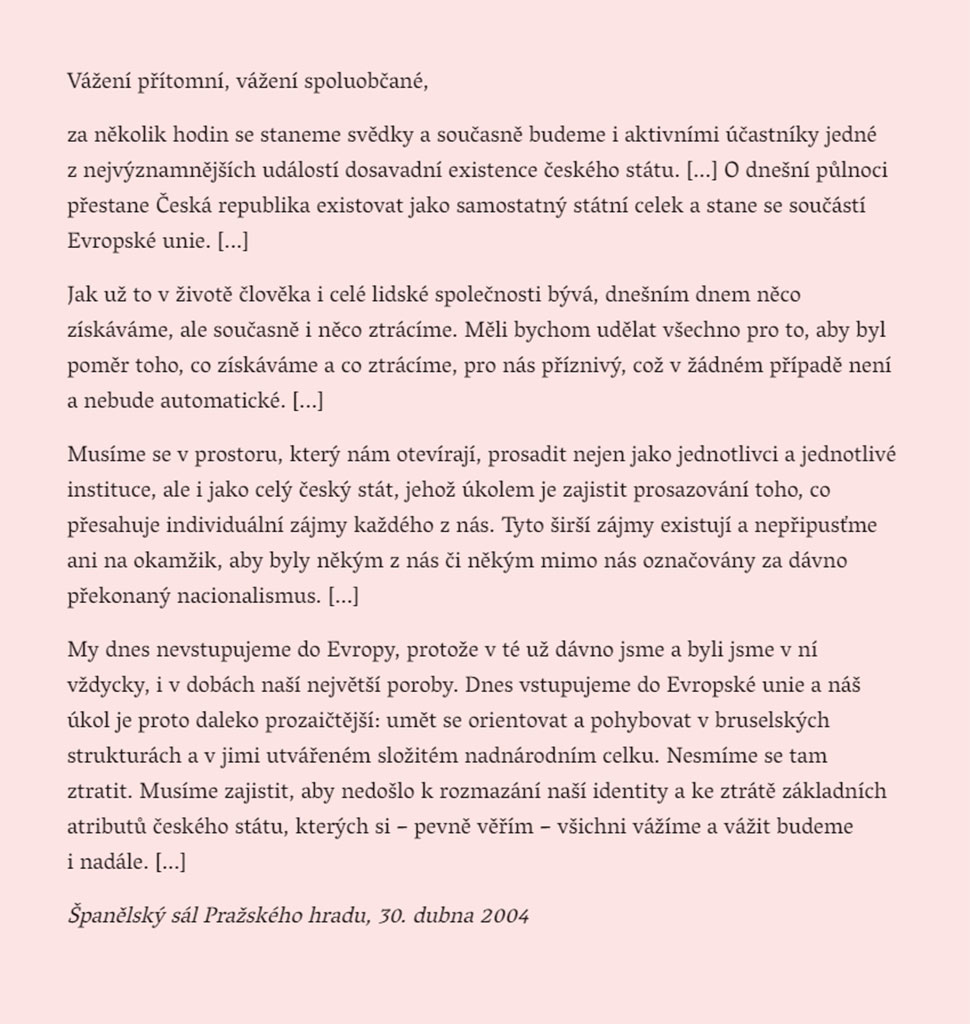 Vážení přítomní, vážení spoluobčané,
za několik hodin se staneme svědky a současně budeme i aktivními účastníky jedné
z nejvýznamnějších událostí dosavadní existence českého státu. [...] O dnešní půlnoci
přestane Česká republika existovat jako samostatný státní celek a stane se součástí
Evropské unie. [...]
Jak už to v životě člověka i celé lidské společnosti bývá, dnešním dnem něco
získáváme, ale současně i něco ztrácíme. Měli bychom udělat všechno pro to, aby byl
poměr toho, co získáváme a co ztrácíme, pro nás příznivý, což v žádném případě není
a nebude automatické. [...]
Musíme se v prostoru, který nám otevírají, prosadit nejen jako jednotlivci a jednotlivé
instituce, ale i jako celý český stát, jehož úkolem je zajistit prosazování toho, co
přesahuje individuální zájmy každého z nás. Tyto širší zájmy existují a nepřipusťme
ani na okamžik, aby byly někým z nás či někým mimo nás označovány za dávno
překonaný nacionalismus. [...]
My dnes nevstupujeme do Evropy, protože v té už dávno jsme a byli jsme v ní
vždycky, i v dobách naší největší poroby. Dnes vstupujeme do Evropské unie a náš
úkol je proto daleko prozaičtější: umět se orientovat a pohybovat v bruselských
strukturách a v jimi utvářeném složitém nadnárodním celku. Nesmíme se tam
ztratit. Musíme zajistit, aby nedošlo k rozmazání naší identity a ke ztrátě základních
atributů českého státu, kterých si – pevně věřím – všichni vážíme a vážit budeme
i nadále. [...]
Španělský sál Pražského hradu, 30. dubna 2004